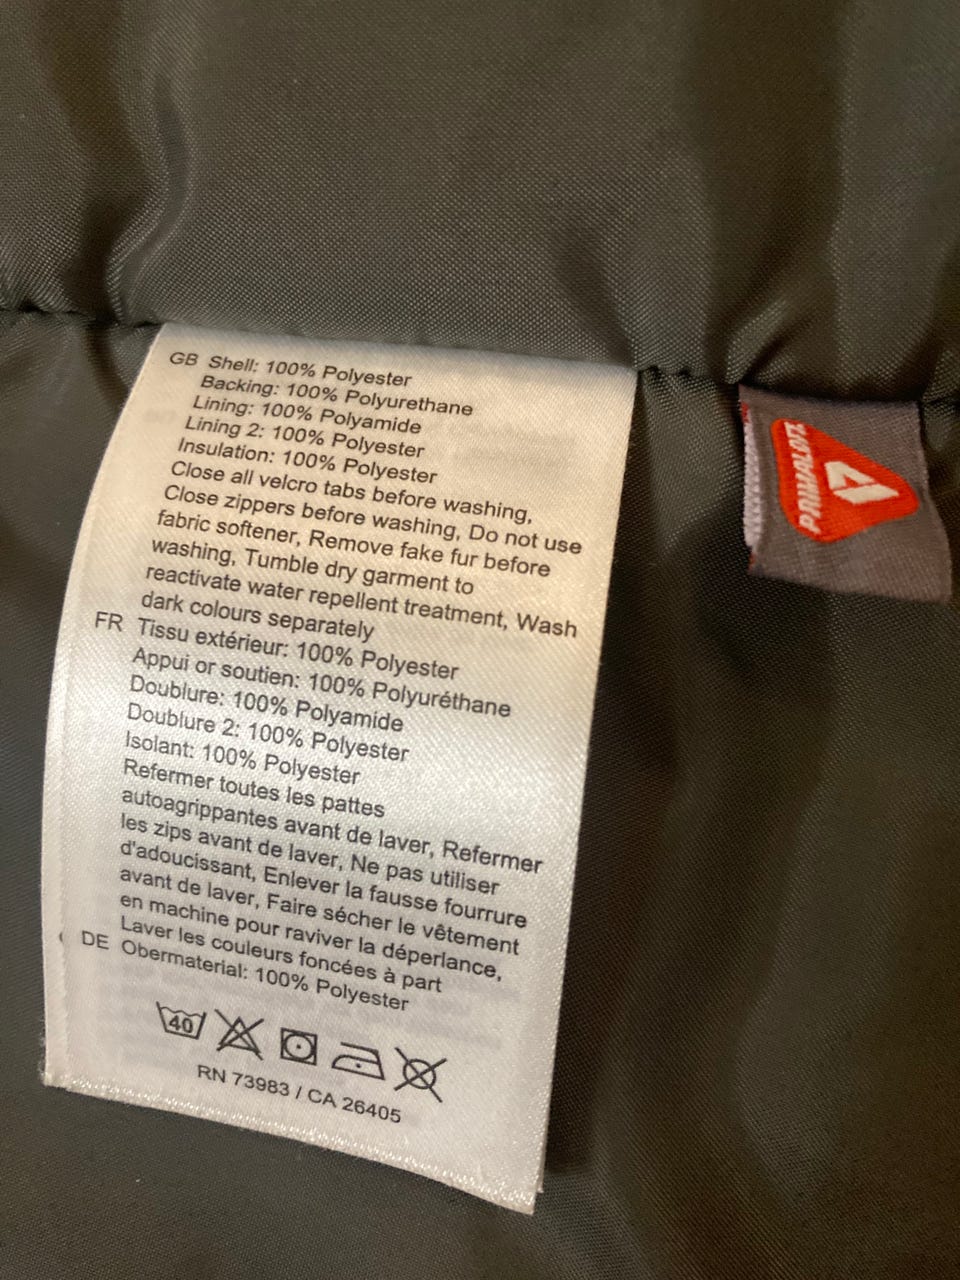 GB Shell: 100% Polyester
Backing: 100% Polyurethane
Lining: 100% Polyamide
Lining 2: 100% Polyester
Insulation: 100% Polyester
Close all velcro tabs before washing,
Close zippers before washing, Do not use
fabric softener, Remove fake fur before
washing, Tumble dry garment to
reactivate water repellent treatment, Wash
dark colours separately
FR Tissu extérieur: 100% Polyester
Appui or soutien: 100% Polyuréthane
Doublure: 100% Polyamide
Doublure 2: 100% Polyester
Isolant: 100% Polyester
Refermer toutes les pattes
autoagrippantes avant de laver, Refermer
les zips avant de laver, Ne pas utiliser
d'adoucissant, Enlever la fausse fourrure
avant de laver, Faire sécher le vêtement
en machine pour raviver la déperlance,
Laver les couleurs foncées à part
DE Obermaterial: 100% Polyester
40
RN 73983 / CA 26405
PRIMALOFT